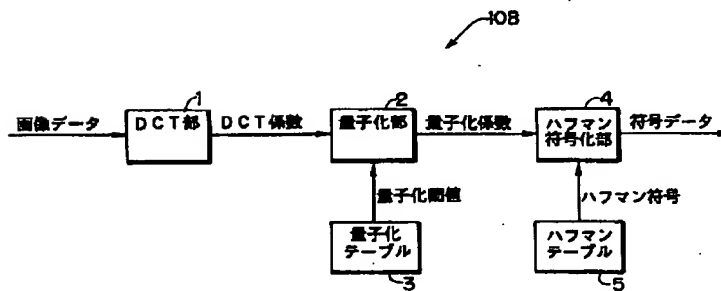 10B
1
2
4
画像データ
DCT部
DCT係数
量子化部
量子化係数
ハフマン
符号化部
符号データ
量子化閾値
ハフマン符号
量子化
テーブル
ハフマン
テーブル
3
5